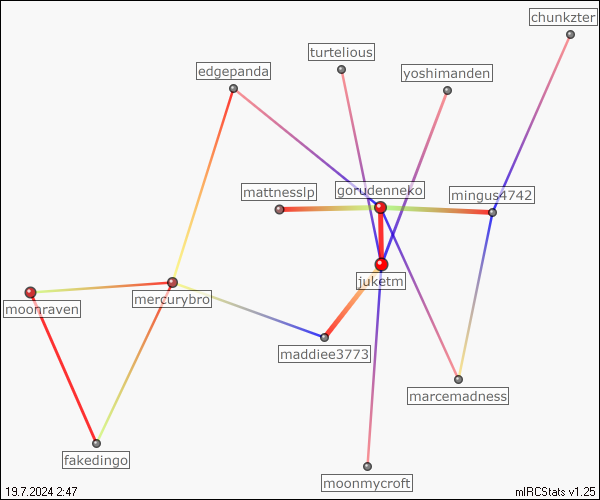 chunkzter
turtelious
edgepanda
yoshimanden
gorudenneko
mattnesslp
mingus4742
juketm
mercurybro
moonraven
maddiee3773
marcemadness
fakedingo
moonmycroft
19.7.2024 2:47
mIRCStats v1.25